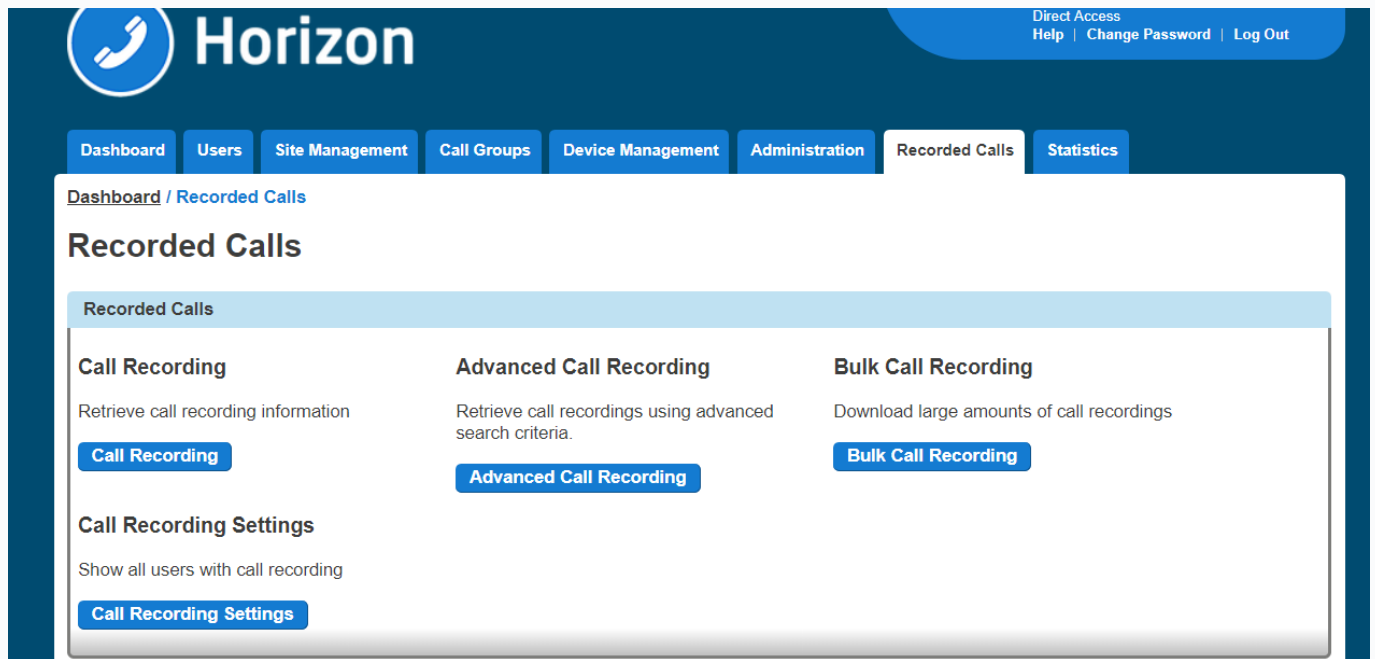 Horizon
Direct Access
Help | Change Password | Log Out
Dashboard Users Site Management Call Groups Device Management Administration Recorded Calls Statistics
Dashboard / Recorded Calls
Recorded Calls
Recorded Calls
Call Recording
Retrieve call recording information
Call Recording
Advanced Call Recording
Retrieve call recordings using advanced
search criteria.
Advanced Call Recording
Bulk Call Recording
Download large amounts of call recordings
Bulk Call Recording
Call Recording Settings
Show all users with call recording
Call Recording Settings